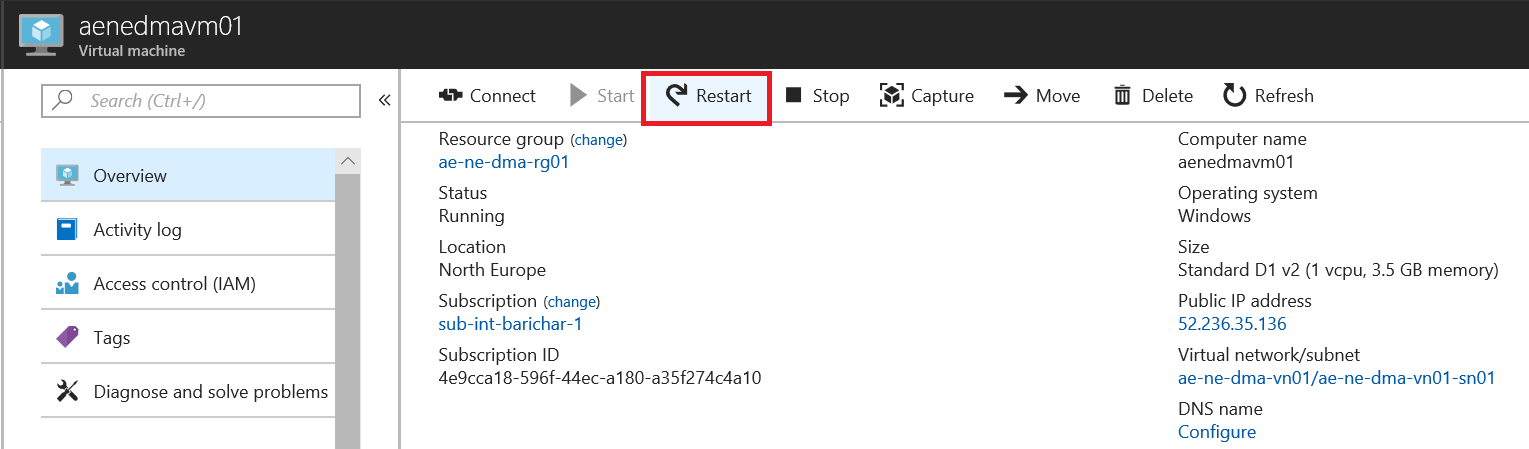 aenedmavm01
Virtual machine
Search (Ctrl+/)
Overview
Activity log
Access control (IAM)
Tags
Diagnose and solve problems
Connect Start Restart Stop Capture Move Delete Refresh
Resource group (change)
ae-ne-dma-rg01
Status
Running
Location
North Europe
Subscription (change)
sub-int-barichar-1
Subscription ID
4e9cca18-596f-44ec-a180-a35f274c4a10
Computer name
aenedmavm01
Operating system
Windows
Size
Standard D1 v2 (1 vcpu, 3.5 GB memory)
Public IP address
52.236.35.136
Virtual network/subnet
ae-ne-dma-vn01/ae-ne-dma-vn01-sn01
DNS name
Configure